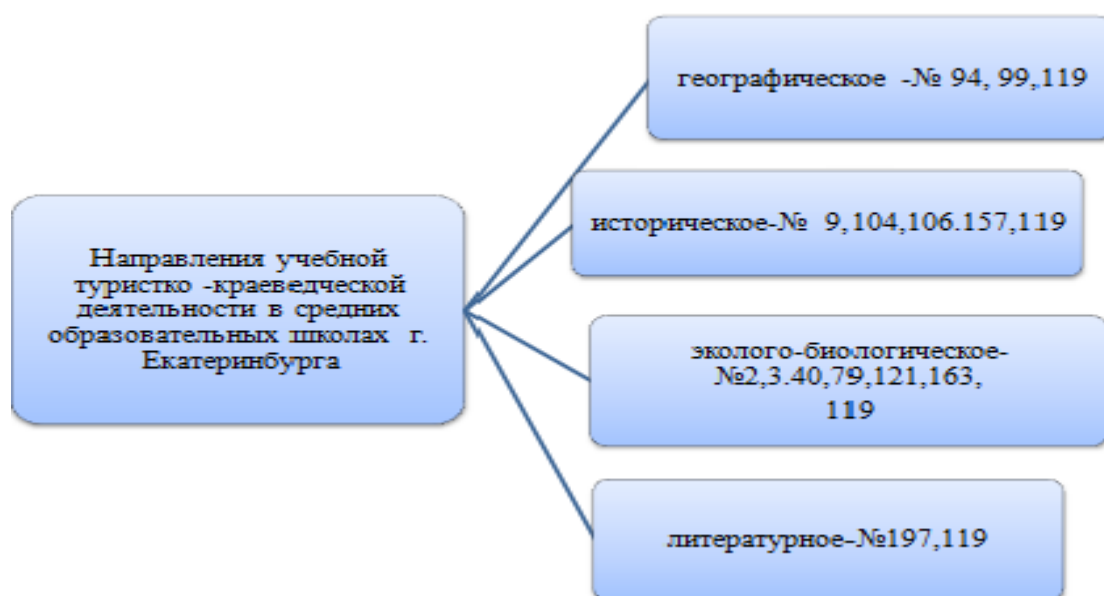 Направления учебной
туристко -краеведческой
деятельности в средних
образовательных школах г.
Екатеринбурга
географическое -№ 94, 99,119
историческое-№ 9,104,106.157,119
эколого-биологическое-
№2,3.40,79,121,163,
119
литературное-№197,119